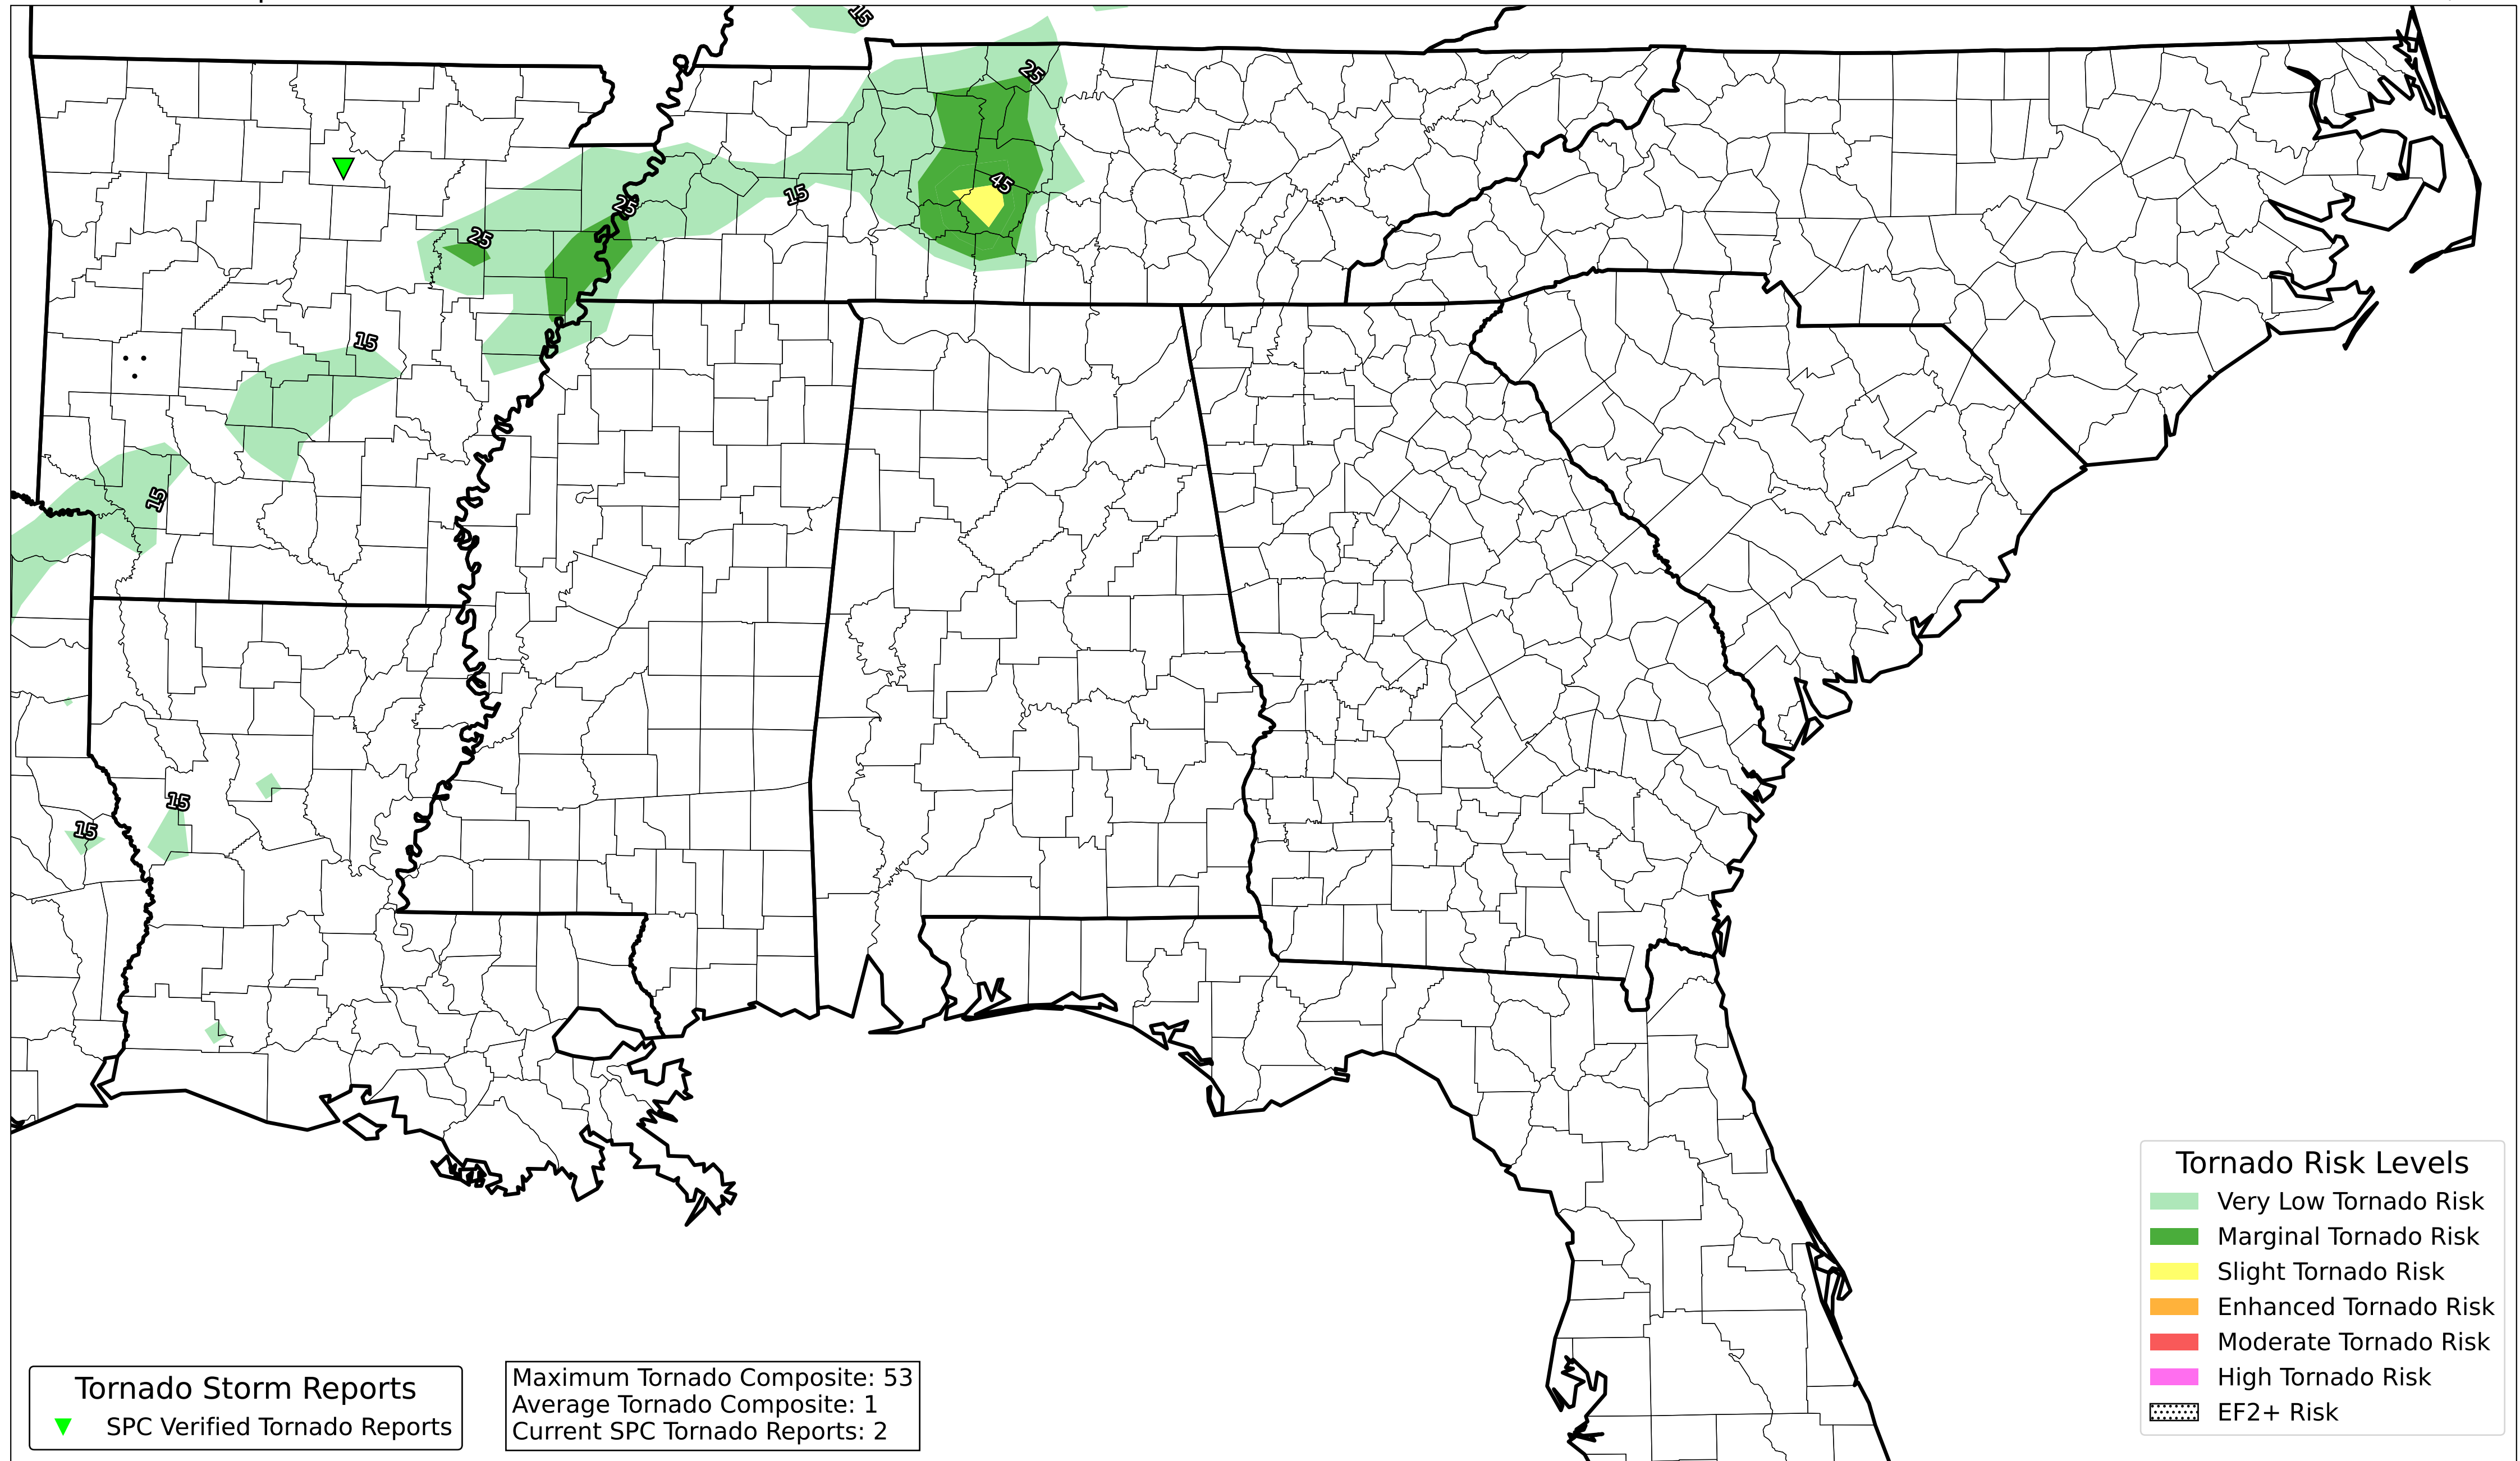 15
25
25
45
15
25
15
15
15
15
Tornado Risk Levels
Very Low Tornado Risk
Marginal Tornado Risk
Slight Tornado Risk
Enhanced Tornado Risk
Moderate Tornado Risk
High Tornado Risk
EF2+ Risk
Tornado Storm Reports
SPC Verified Tornado Reports
Maximum Tornado Composite: 53
Average Tornado Composite: 1
Current SPC Tornado Reports: 2